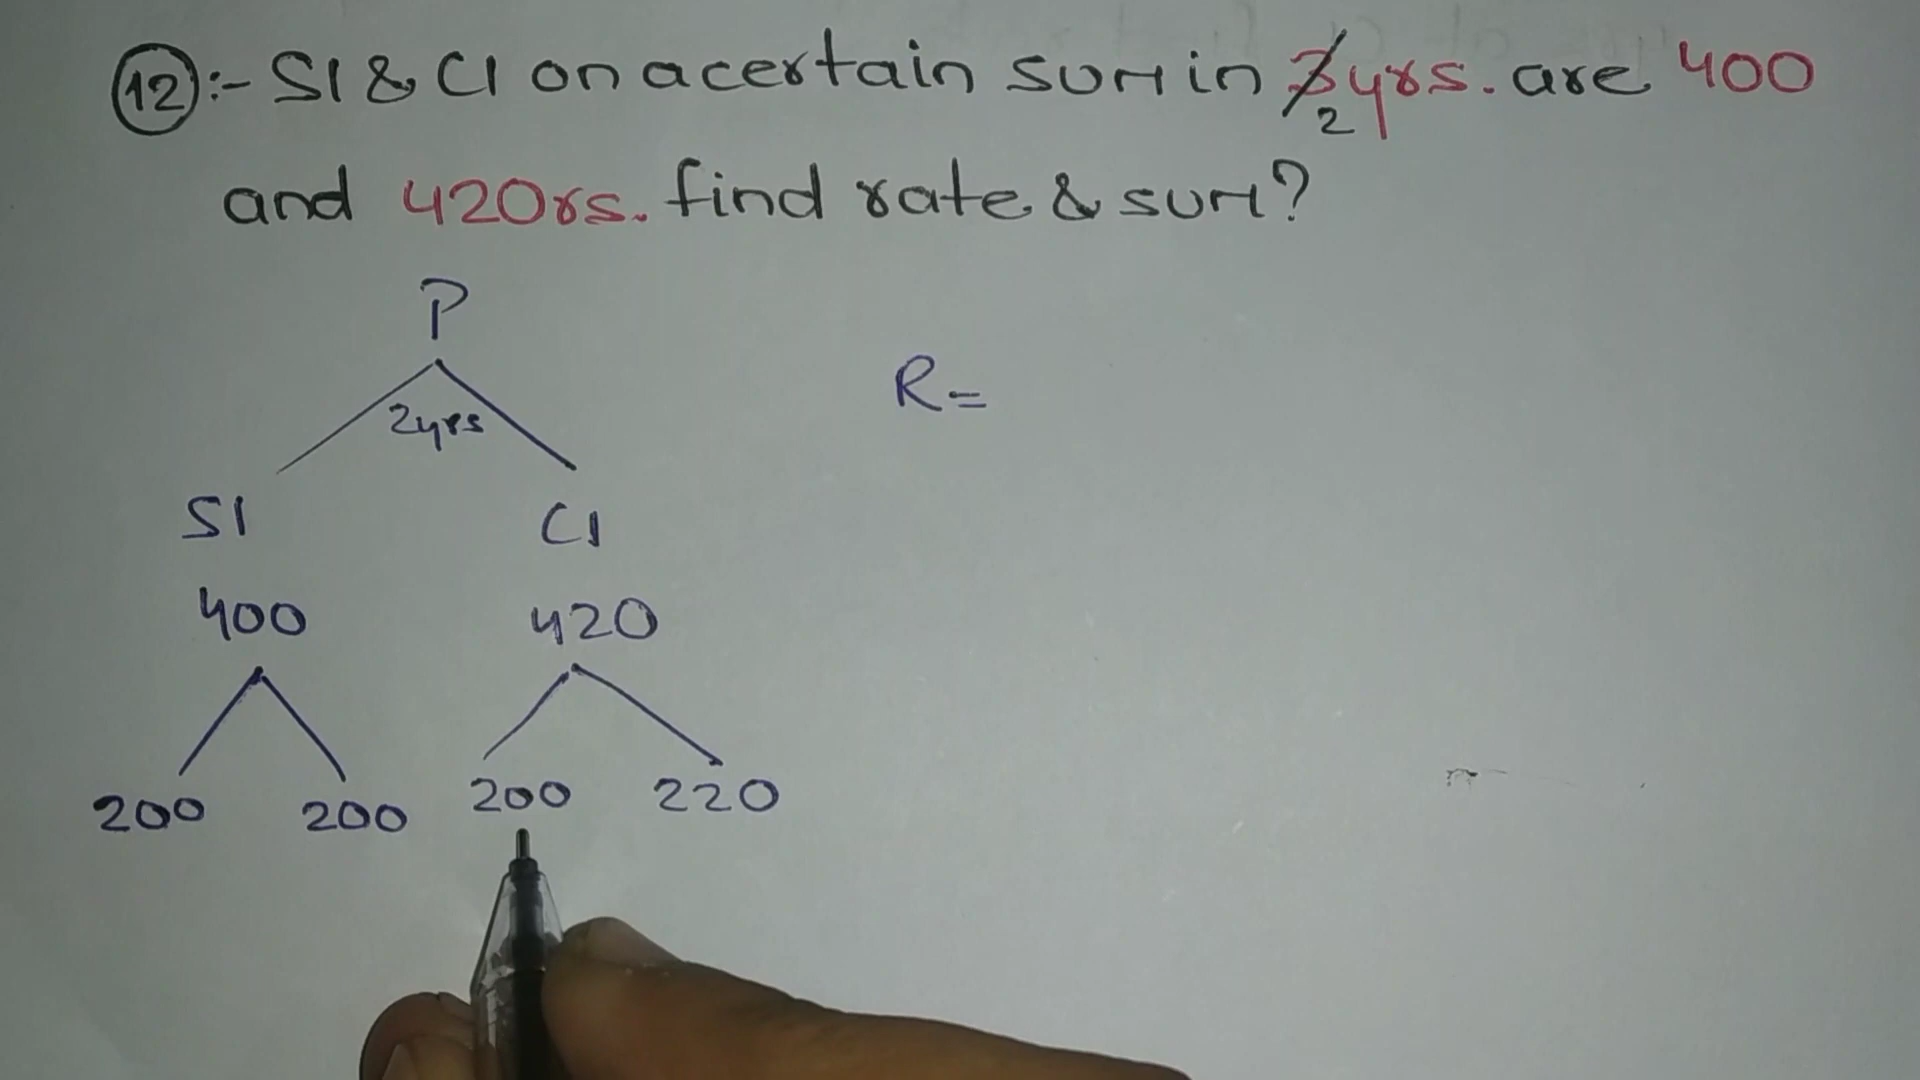 12:- SI & CI on a certain sum in 3 2 yrs. are 400
and 420rs. find rate & sum?
P
2yrs
R=
SI CI
400 420
200 200 200 220